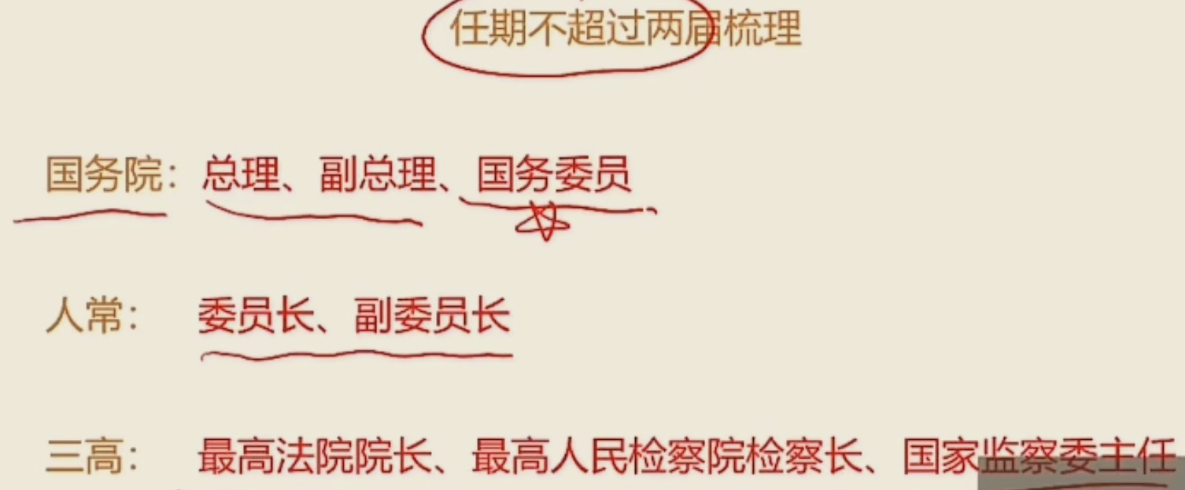 任期不超过两届梳理
国务院：总理、副总理、国务委员
人常： 委员长、副委员长
三高： 最高法院院长、最高人民检察院检察长、国家监察委主任